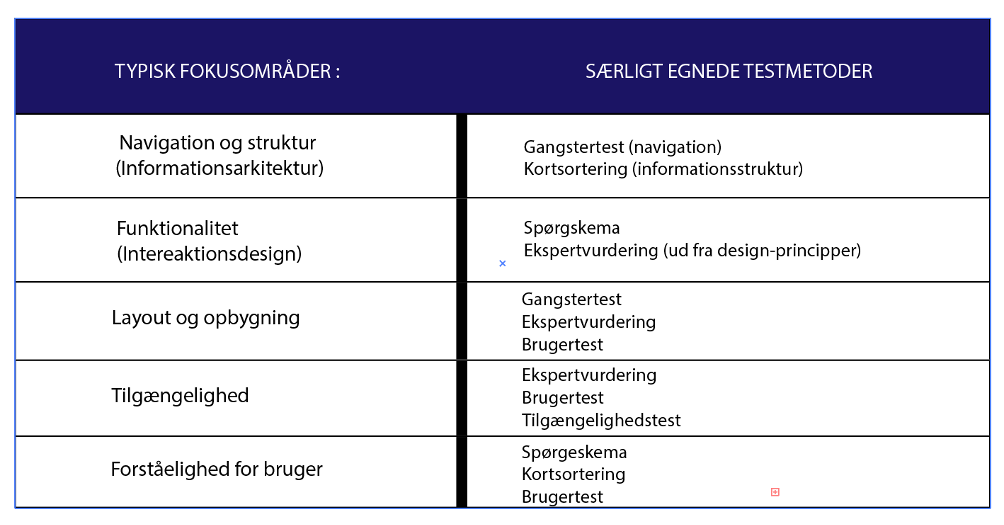 TYPISK FOKUSOMRÅDER :
SÆRLIGT EGNEDE TESTMETODER
Navigation og struktur
(Informationsarkitektur)
Gangstertest (navigation)
Kortsortering (informationsstruktur)
Funktionalitet
(Intereaktionsdesign)
Spørgskema
Ekspertvurdering (ud fra design-principper)
Layout og opbygning
Gangstertest
Ekspertvurdering
Brugertest
Tilgængelighed
Ekspertvurdering
Brugertest
Tilgængelighedstest
Forståelighed for bruger
Spørgeskema
Kortsortering
Brugertest